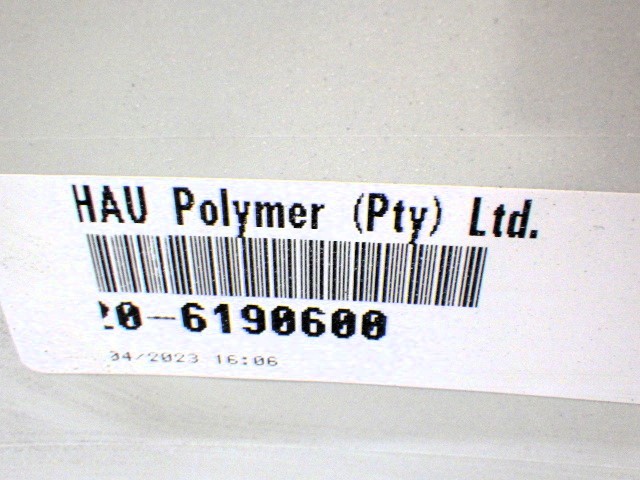 HAU Polymer (Pty) Ltd.
0-6190600
04/2023 16:06